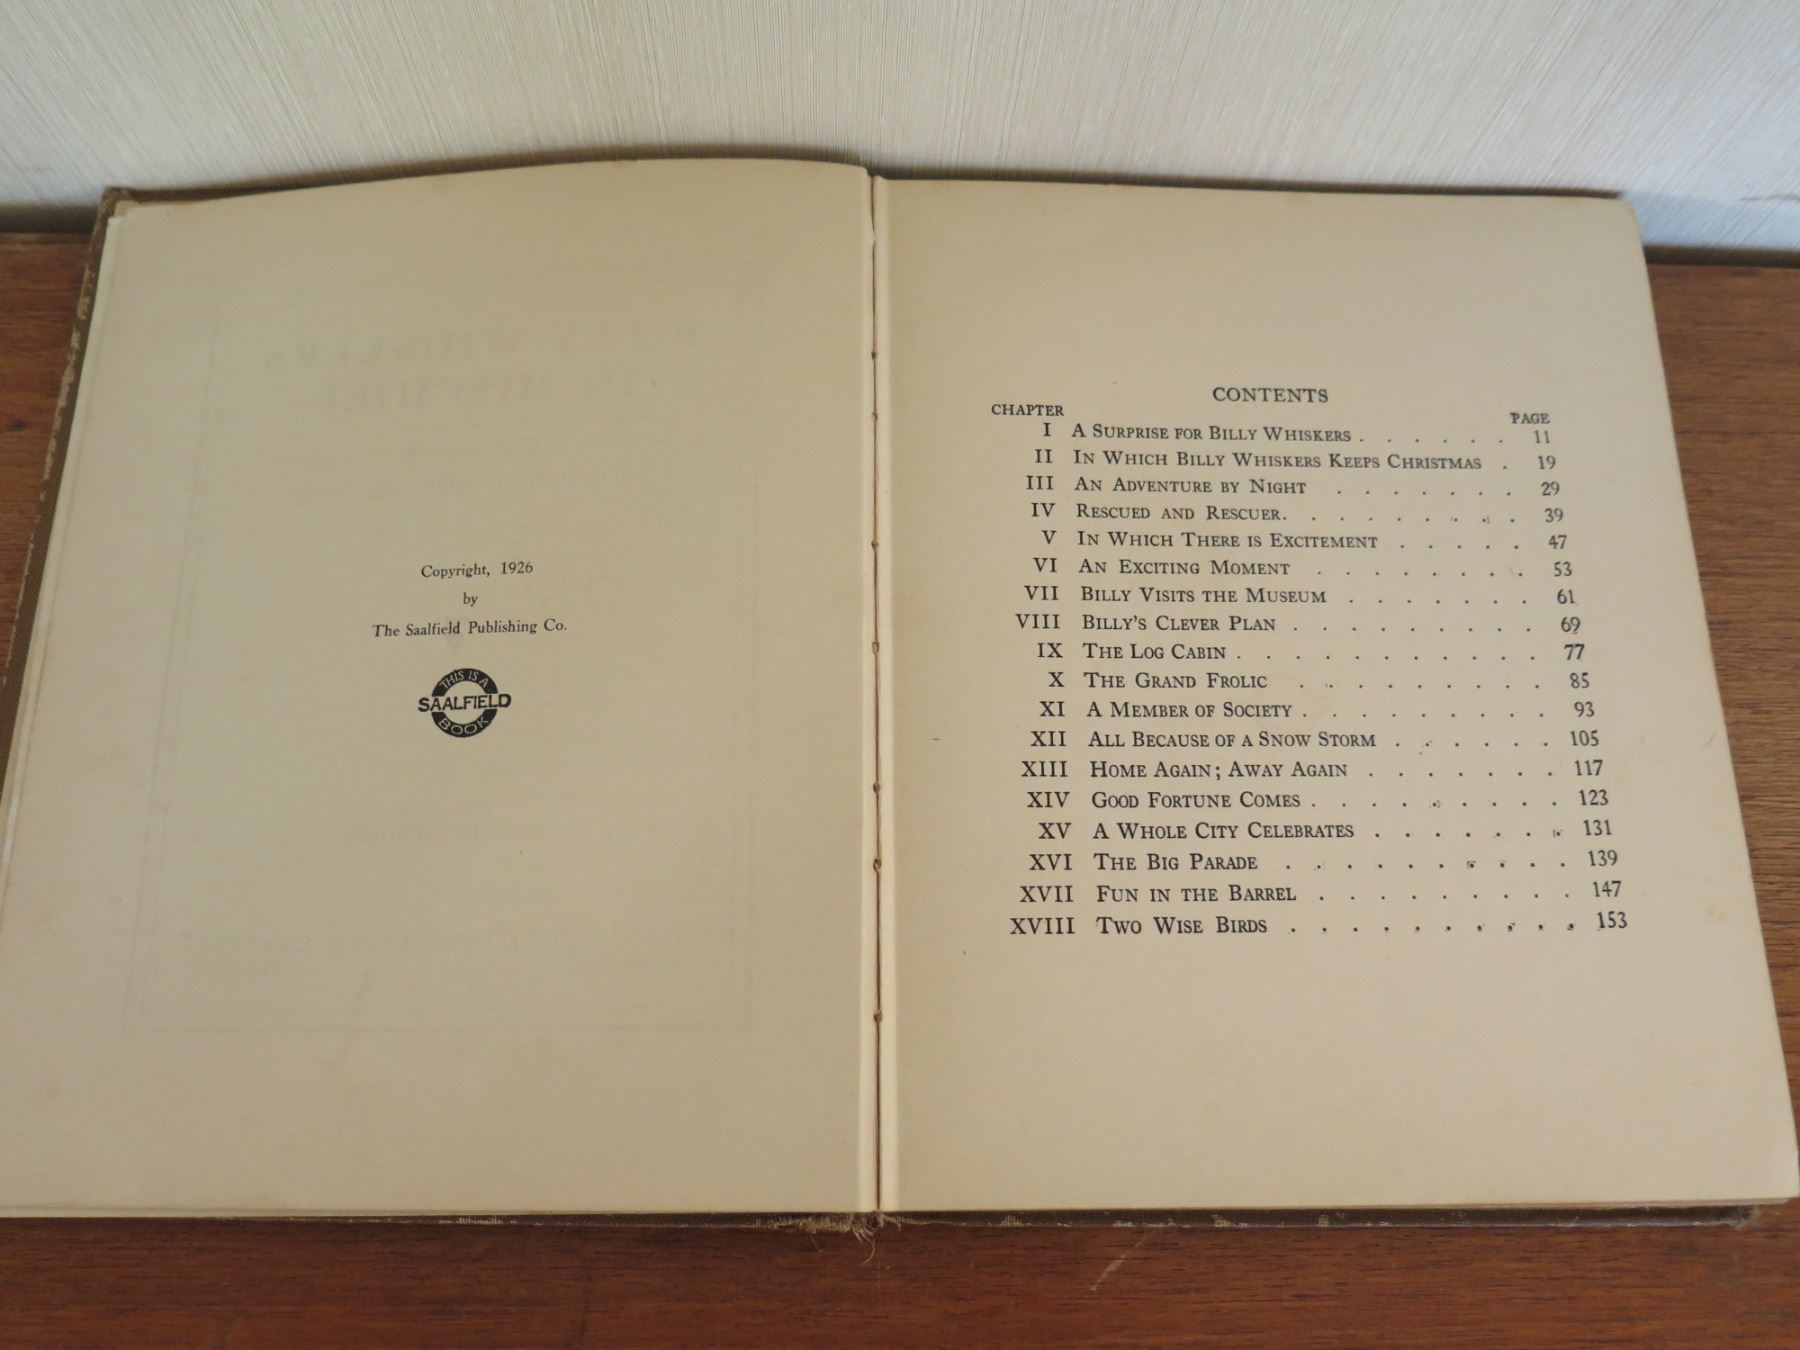 Copyright, 1926
by
The Saalfield Publishing Co.
THIS IS A
SAALFIELD
BOOK
CONTENTS
CHAPTER PAGE
I A SURPRISE FOR BILLY WHISKERS . . . . . . 11
II IN WHICH BILLY WHISKERS KEEPS CHRISTMAS . 19
III AN ADVENTURE BY NIGHT . . . . . . . 29
IV RESCUED AND RESCUER. . . . . . . . . 39
V IN WHICH THERE IS EXCITEMENT . . . . . 47
VI AN EXCITING MOMENT . . . . . . . . 53
VII BILLY VISITS THE MUSEUM . . . . . . . 61
VIII BILLY'S CLEVER PLAN . . . . . . . . . 69
IX THE LOG CABIN . . . . . . . . . . . 77
X THE GRAND FROLIC . . . . . . . . . 85
XI A MEMBER OF SOCIETY . . . . . . . . . 93
XII ALL BECAUSE OF A SNOW STORM . . . . . . 105
XIII HOME AGAIN; AWAY AGAIN . . . . . . . 117
XIV GOOD FORTUNE COMES . . . . . . . . . 123
XV A WHOLE CITY CELEBRATES . . . . . . . 131
XVI THE BIG PARADE . . . . . . . . . . 139
XVII FUN IN THE BARREL . . . . . . . . . 147
XVIII TWO WISE BIRDS . . . . . . . . . . 153